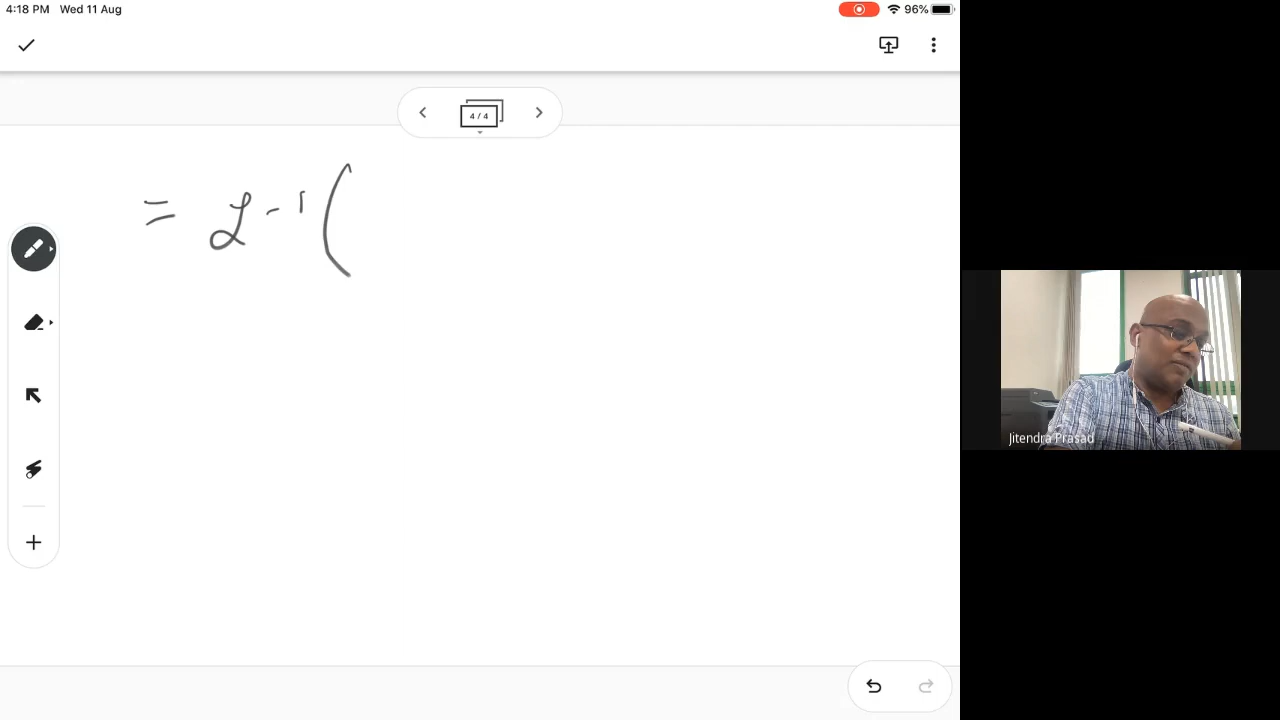 4:18 PM Wed 11 Aug
96%
4 / 4
= ℒ-1(
Jitendra Prasad